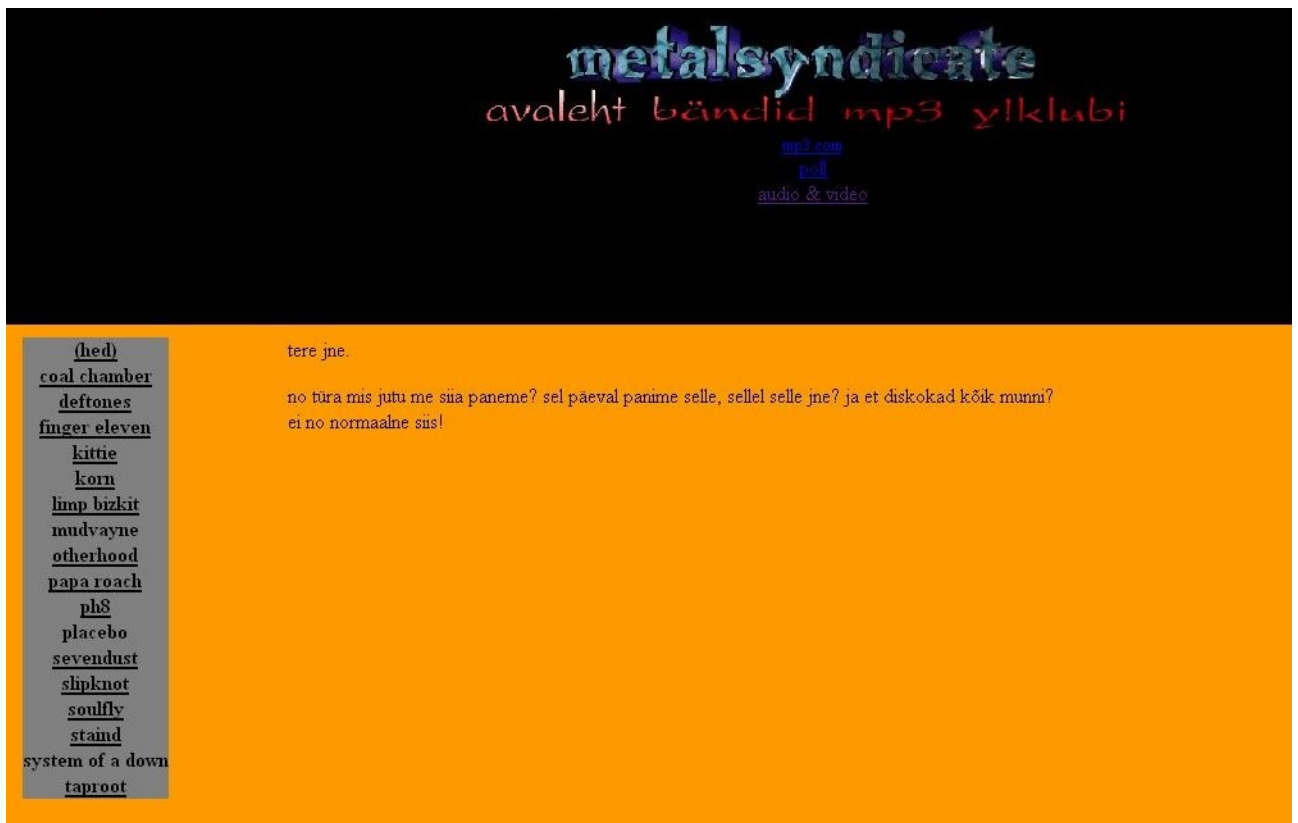 metalsyndicate
avaleht bändid mp3 y!klubi
mp3.com
poll
audio & video
(hed)
coal chamber
deftones
finger eleven
kittie
korn
limp bizkit
mudvayne
otherhood
papa roach
ph8
placebo
sevendust
slipknot
soulfly
staind
system of a down
taproot
tere jne.
no türa mis jutu me siia paneme? sel päeval panime selle, sellel selle jne? ja et diskokad kõik munni?
ei no normaalne siis!